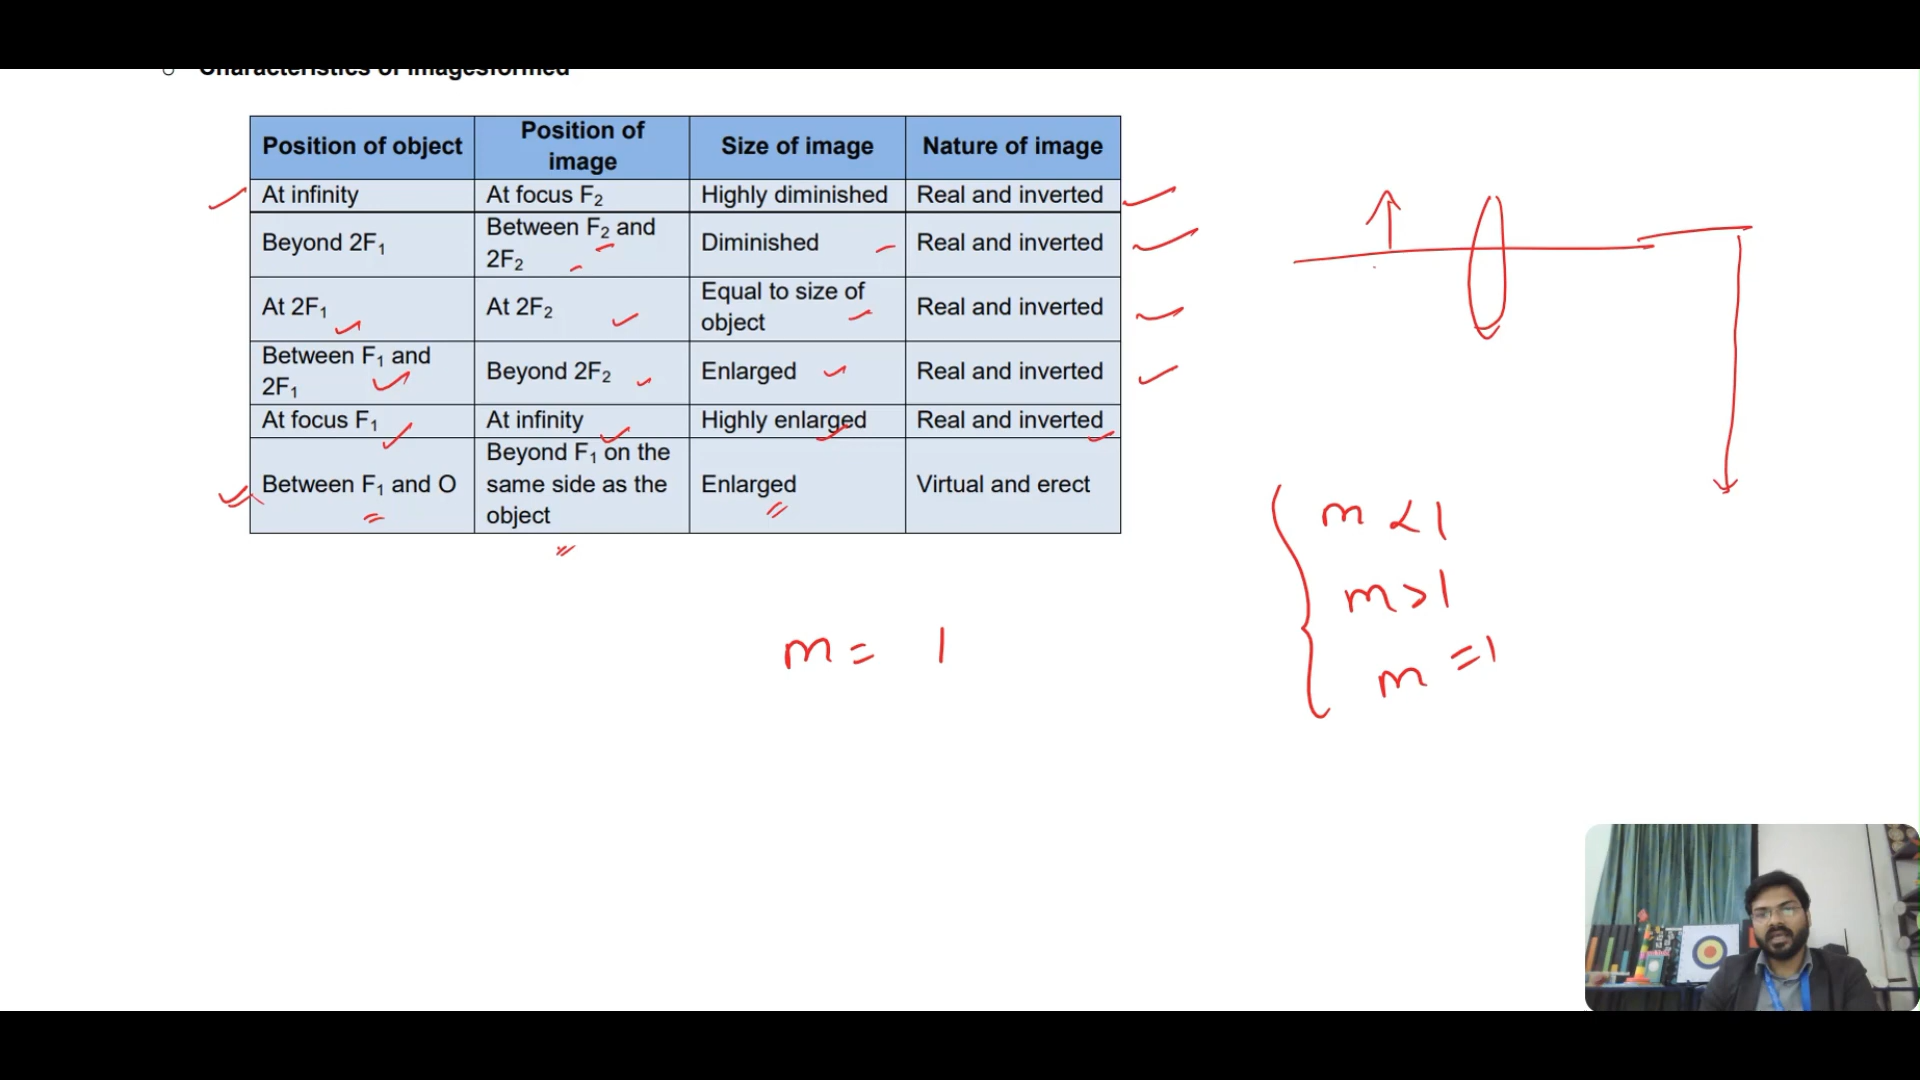 Characteristics of imagesformed
Position of object
Position of
image
Size of image
Nature of image
At infinity
At focus F₂
Highly diminished
Real and inverted
Beyond 2F₁
Between F₂ and
2F₂
Diminished
Real and inverted
At 2F₁
At 2F₂
Equal to size of
object
Real and inverted
Between F₁ and
2F₁
Beyond 2F₂
Enlarged
Real and inverted
At focus F₁
At infinity
Highly enlarged
Real and inverted
Between F₁ and O
Beyond F₁ on the
same side as the
object
Enlarged
Virtual and erect
m < 1
m > 1
m = 1
m = 1